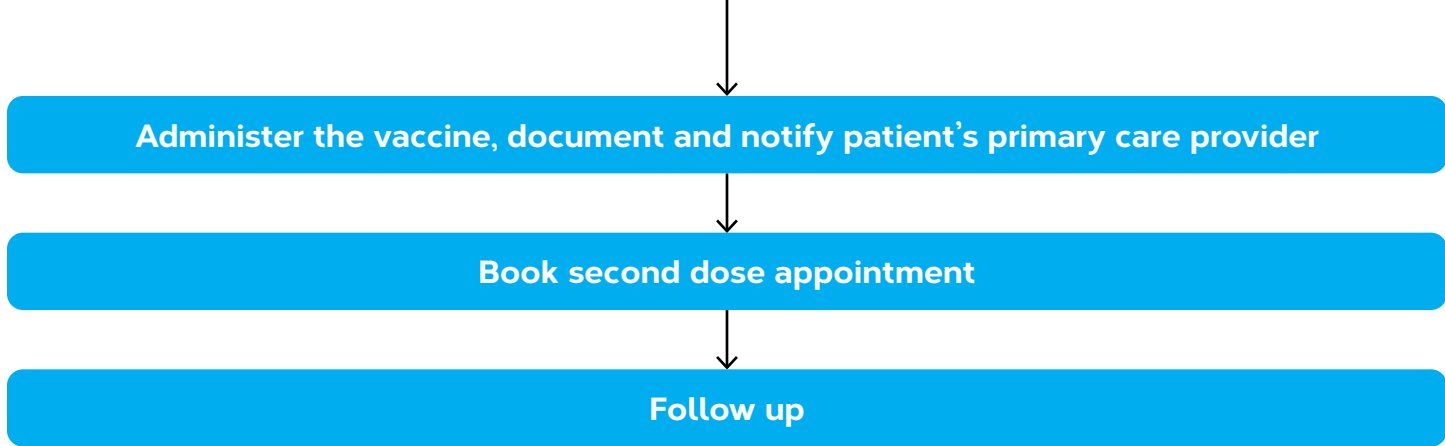 Administer the vaccine, document and notify patient’s primary care provider
Book second dose appointment
Follow up